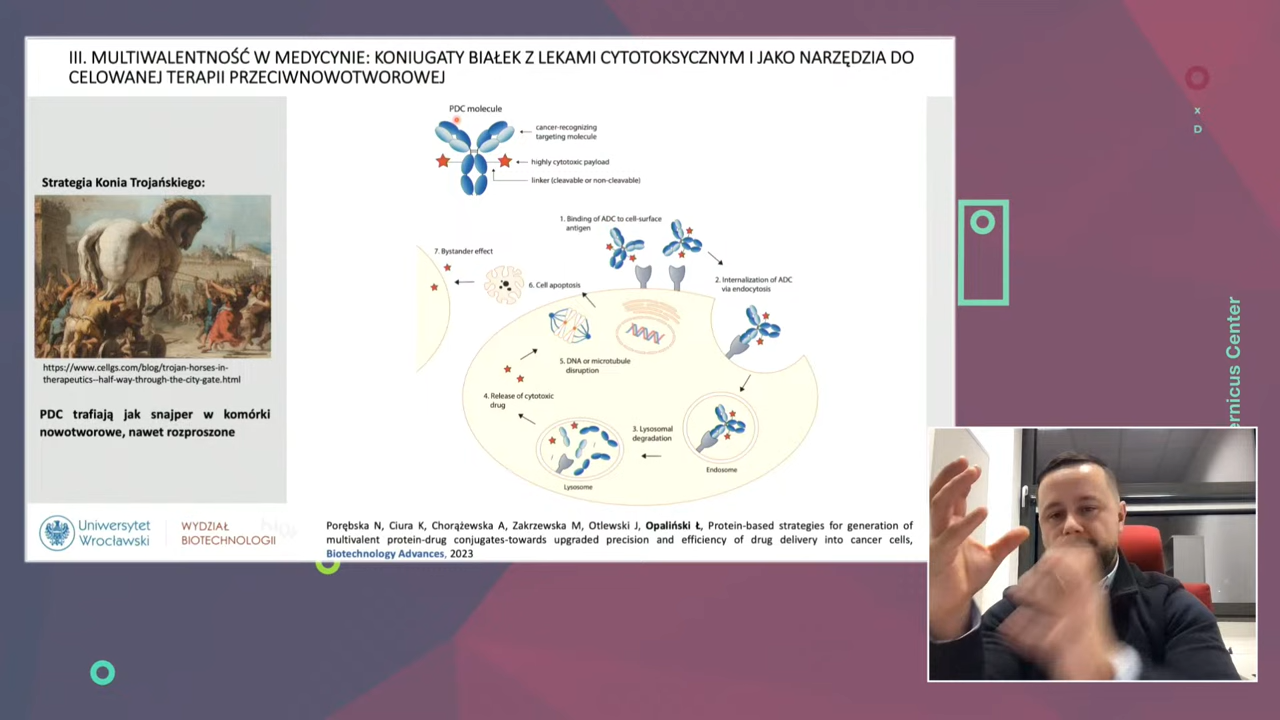 III. MULTIWALENTNOŚĆ W MEDYCYNIE: KONIUGATY BIAŁEK Z LEKAMI CYTOTOKSYCZNYM I JAKO NARZĘDZIA DO
CELOWANEJ TERAPII PRZECIWNOWOTWOROWEJ
Strategia Konia Trojańskiego:
https://www.cellgs.com/blog/trojan-horses-in-
therapeutics--half-way-through-the-city-gate.html
PDC trafiają jak snajper w komórki
nowotworowe, nawet rozproszone
PDC molecule
cancer-recognizing
targeting molecule
highly cytotoxic payload
linker (cleavable or non-cleavable)
1. Binding of ADC to cell-surface
antigen
2. Internalization of ADC
via endocytosis
7. Bystander effect
6. Cell apoptosis
5. DNA or microtubule
disruption
4. Release of cytotoxic
drug
3. Lysosomal
degradation
Endosome
Lysosome
Uniwersytet
Wrocławski
WYDZIAŁ
BIOTECHNOLOGII
Porębska N, Ciura K, Chorążewska A, Zakrzewska M, Otlewski J, Opaliński Ł, Protein-based strategies for generation of
multivalent protein-drug conjugates-towards upgraded precision and efficiency of drug delivery into cancer cells,
Biotechnology Advances, 2023
x
D
ernicus Center